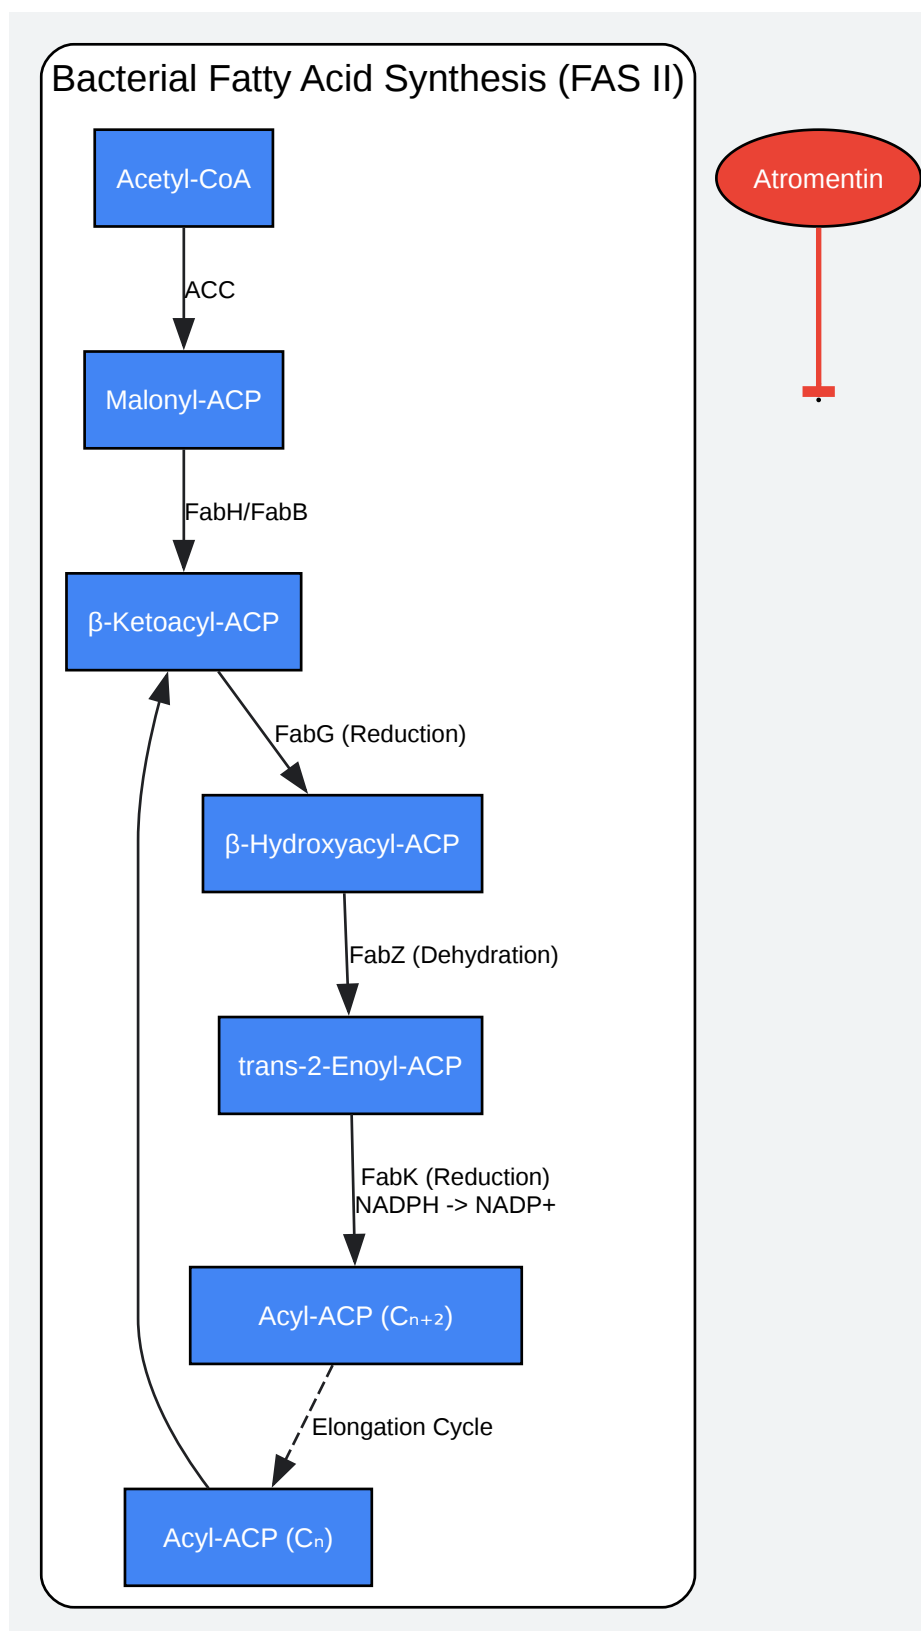 Bacterial Fatty Acid Synthesis (FAS II)
Acetyl-CoA
Atromentin
ACC
Malonyl-ACP
FabH/FabB
β-Ketoacyl-ACP
FabG (Reduction)
β-Hydroxyacyl-ACP
FabZ (Dehydration)
trans-2-Enoyl-ACP
FabK (Reduction)
NADPH -> NADP+
Acyl-ACP (Cₙ₊₂)
Elongation Cycle
Acyl-ACP (Cₙ)